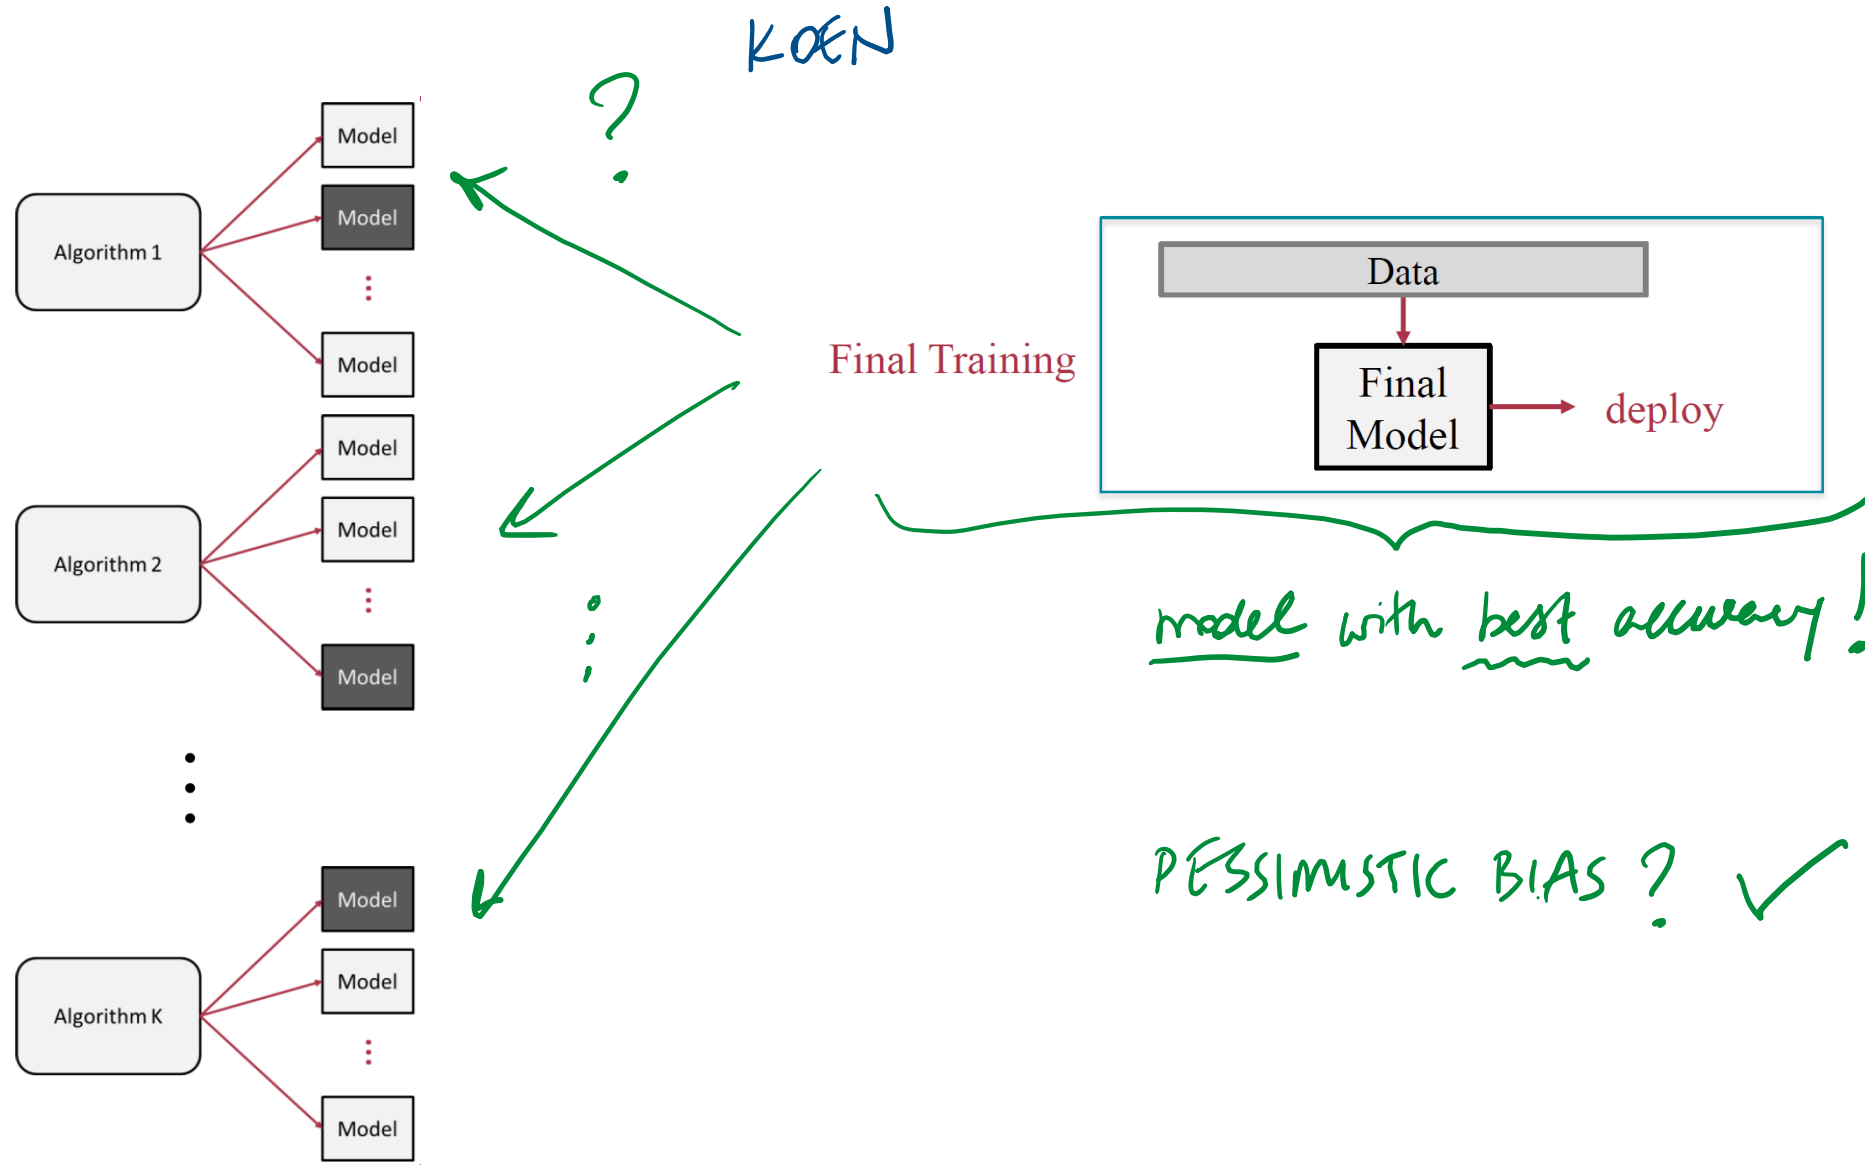 KOEN
?
Model
Model
Algorithm 1
Model
Model
Model
Algorithm 2
Model
Model
Algorithm K
Model
Model
Final Training
Data
Final
Model
deploy
model with best accuracy!
PESSIMISTIC BIAS ? ✓